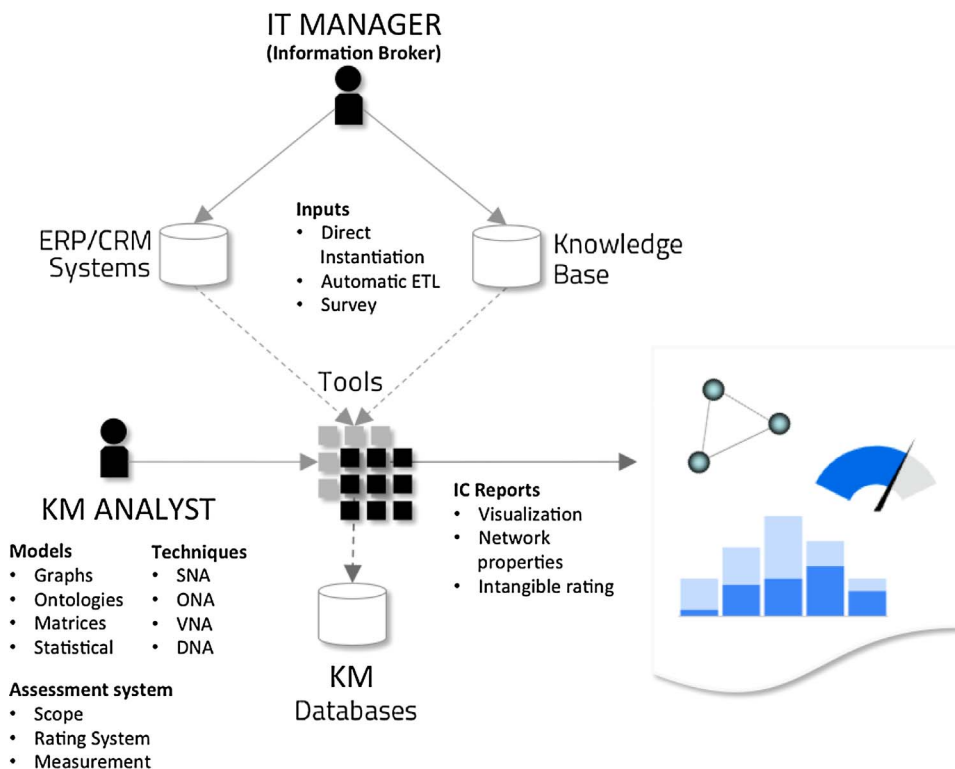 IT MANAGER
(Information Broker)
ERP/CRM
Systems
Inputs
• Direct
Instantiation
• Automatic ETL
• Survey
Knowledge
Base
Tools
KM ANALYST
Models
• Graphs
• Ontologies
• Matrices
• Statistical
Techniques
• SNA
• ONA
• VNA
• DNA
Assessment system
• Scope
• Rating System
• Measurement
IC Reports
• Visualization
• Network
properties
• Intangible rating
KM
Databases